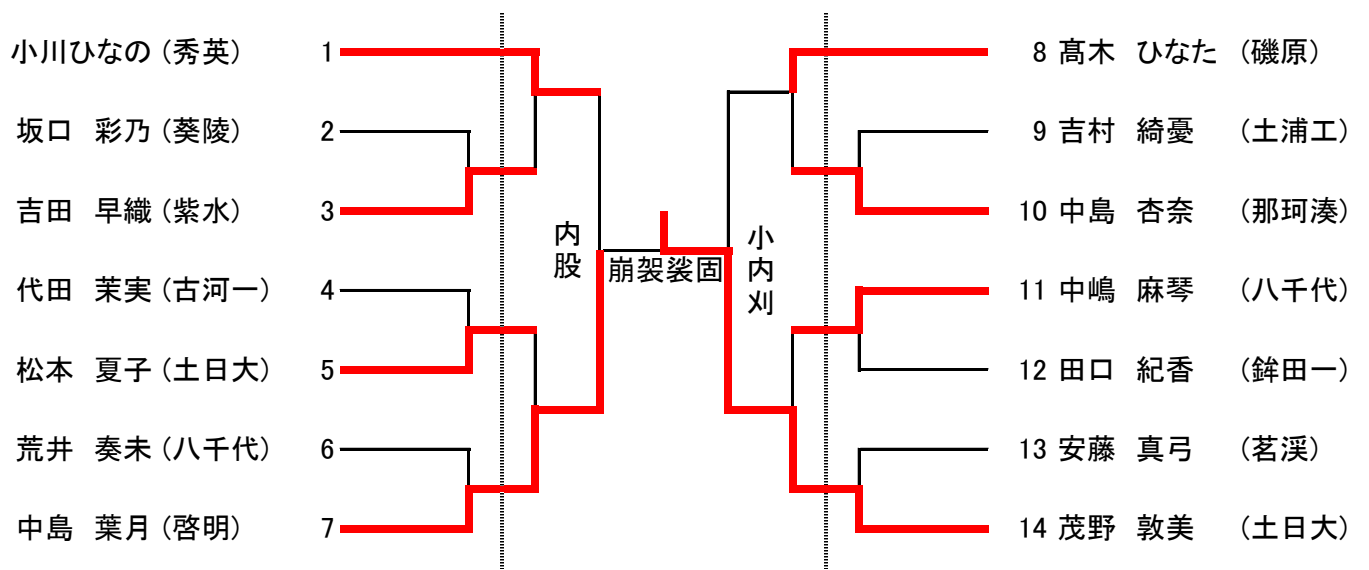 小川ひなの（秀英） 1
坂口 彩乃（葵陵） 2
吉田 早織（紫水） 3
代田 茉実（古河一） 4
松本 夏子（土日大） 5
荒井 奏未（八千代） 6
中島 葉月（啓明） 7
内股
崩袈裟固
小内刈
8 髙木 ひなた （磯原）
9 吉村 綺憂 （土浦工）
10 中島 杏奈 （那珂湊）
11 中嶋 麻琴 （八千代）
12 田口 紀香 （鉾田一）
13 安藤 真弓 （茗渓）
14 茂野 敦美 （土日大）